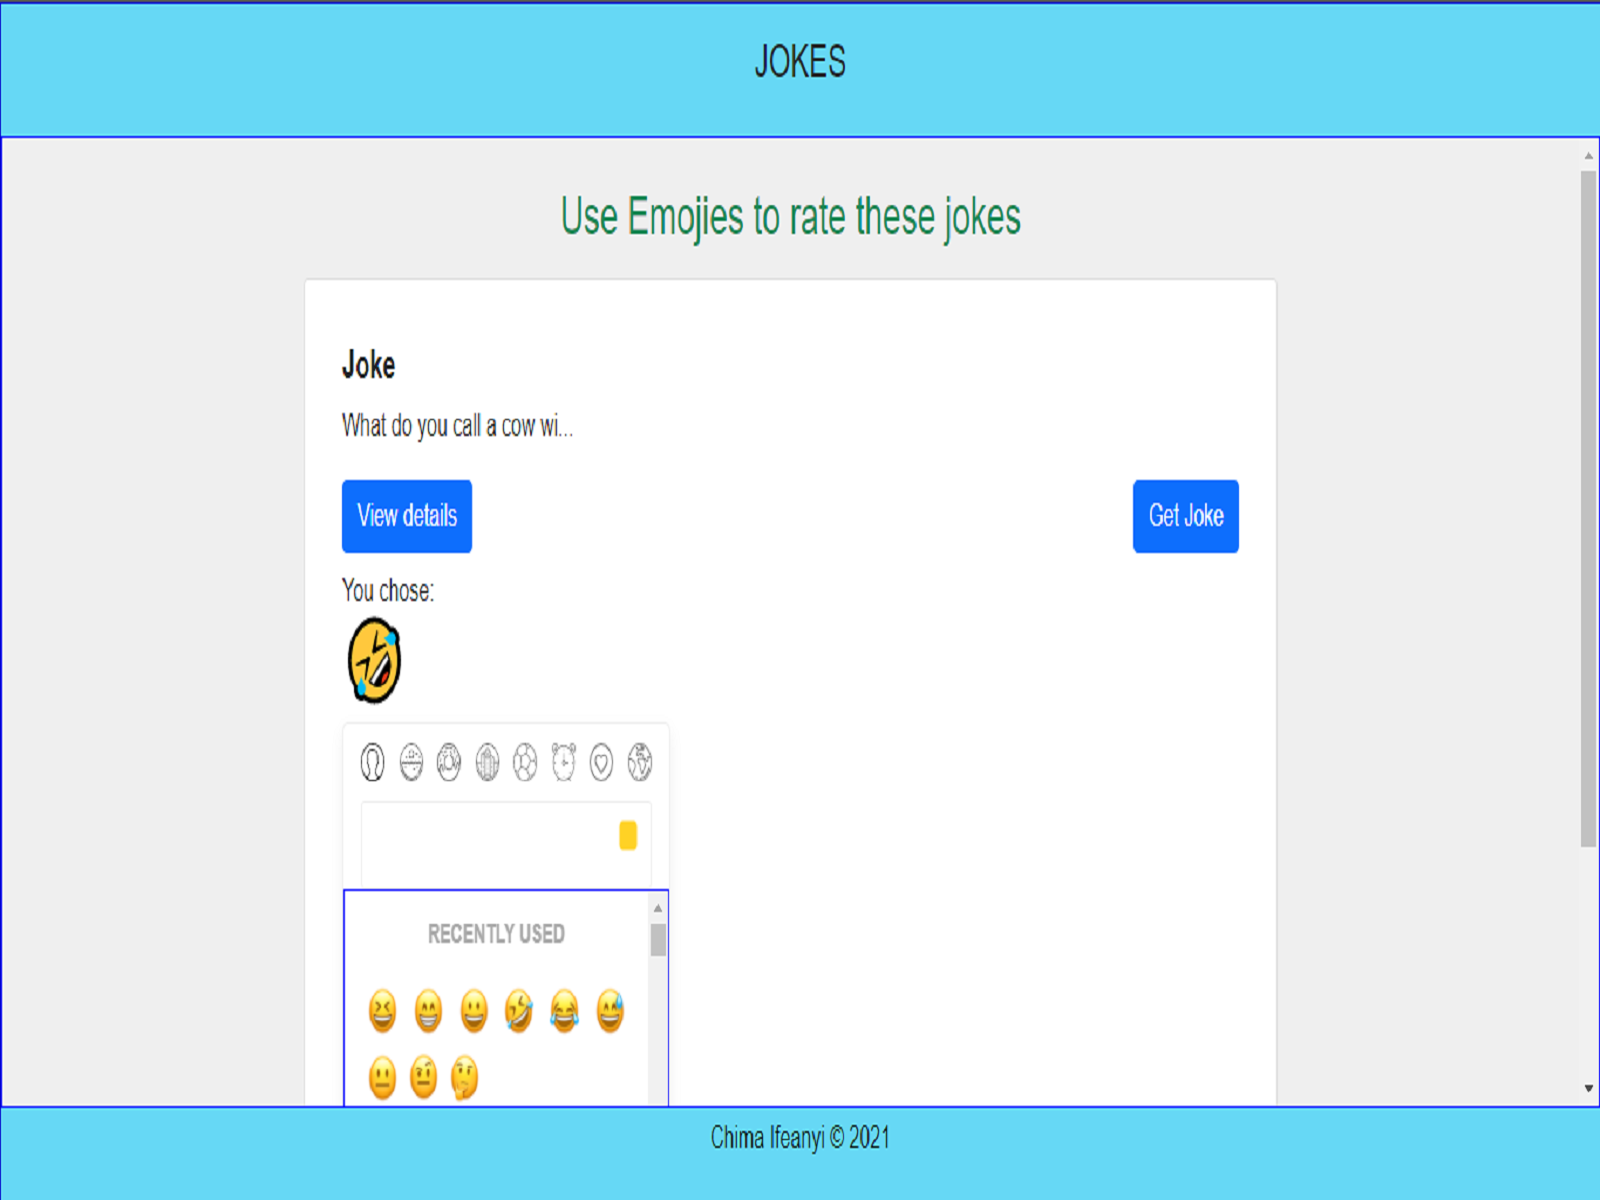 JOKES
Use Emojies to rate these jokes
Joke
What do you call a cow wi...
View details
Get Joke
You chose:
RECENTLY USED
Chima Ifeanyi © 2021